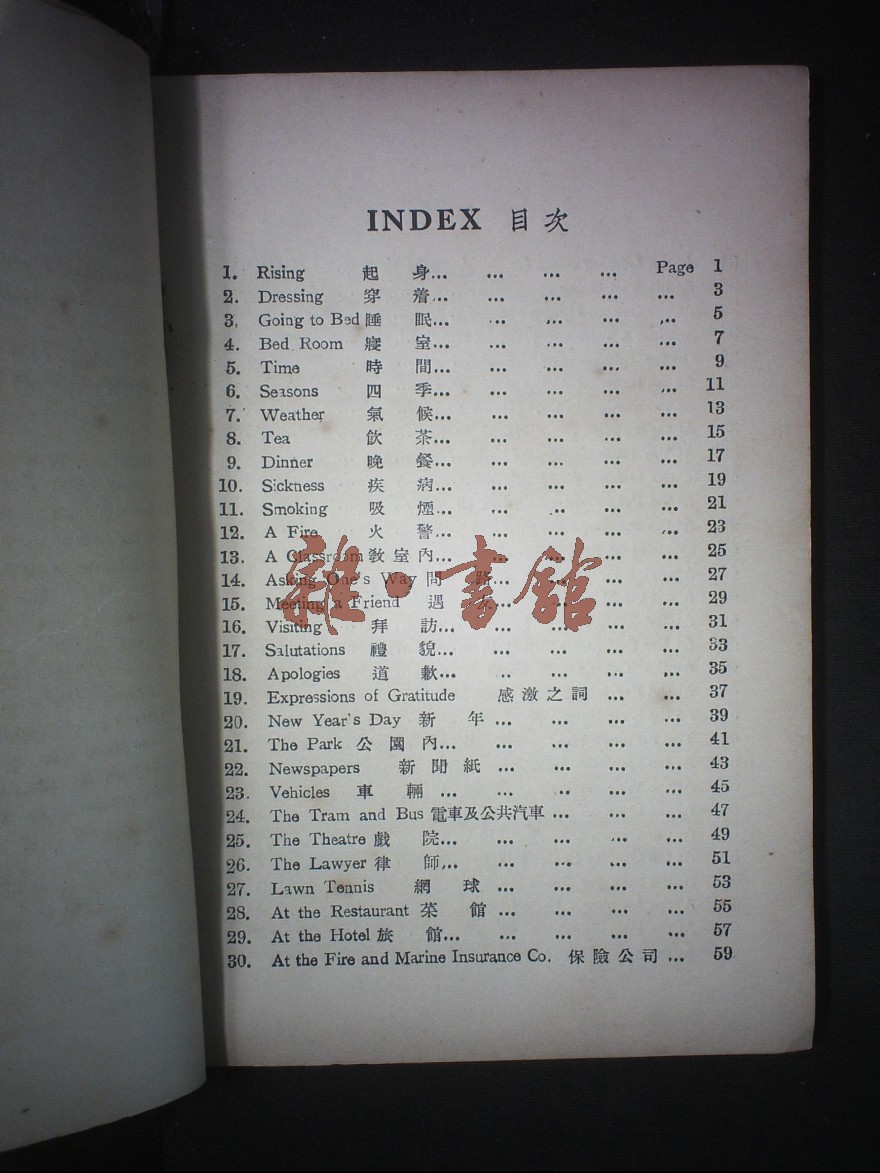 INDEX 目次
1. Rising 起身... ... ... ... Page 1
2. Dressing 穿着... ... ... ... ... 3
3. Going to Bed 睡眠... ... ... ... ... 5
4. Bed Room 寢室... ... ... ... ... 7
5. Time 時間... ... ... ... ... 9
6. Seasons 四季... ... ... ... ... 11
7. Weather 氣候... ... ... ... ... 13
8. Tea 飲茶... ... ... ... ... 15
9. Dinner 晚餐... ... ... ... ... 17
10. Sickness 疾病... ... ... ... ... 19
11. Smoking 吸煙... ... ... ... ... 21
12. A Fire 火警... ... ... ... ... 23
13. A Classroom 教室內... ... ... ... 25
14. Asking One's Way 問路... ... ... ... 27
15. Meeting a Friend 遇友... ... ... ... 29
16. Visiting 拜訪... ... ... ... ... 31
17. Salutations 禮貌... ... ... ... ... 33
18. Apologies 道歉... ... ... ... ... 35
19. Expressions of Gratitude 感激之詞 ... ... 37
20. New Year's Day 新年 ... ... ... ... 39
21. The Park 公園內... ... ... ... ... 41
22. Newspapers 新聞紙 ... ... ... ... 43
23. Vehicles 車輛 ... ... ... ... ... 45
24. The Tram and Bus 電車及公共汽車 ... ... ... 47
25. The Theatre 戲院... ... ... ... ... 49
26. The Lawyer 律師... ... ... ... ... 51
27. Lawn Tennis 網球 ... ... ... ... 53
28. At the Restaurant 菜館 ... ... ... ... 55
29. At the Hotel 旅館... ... ... ... ... 57
30. At the Fire and Marine Insurance Co. 保險公司 ... 59
雜·書館